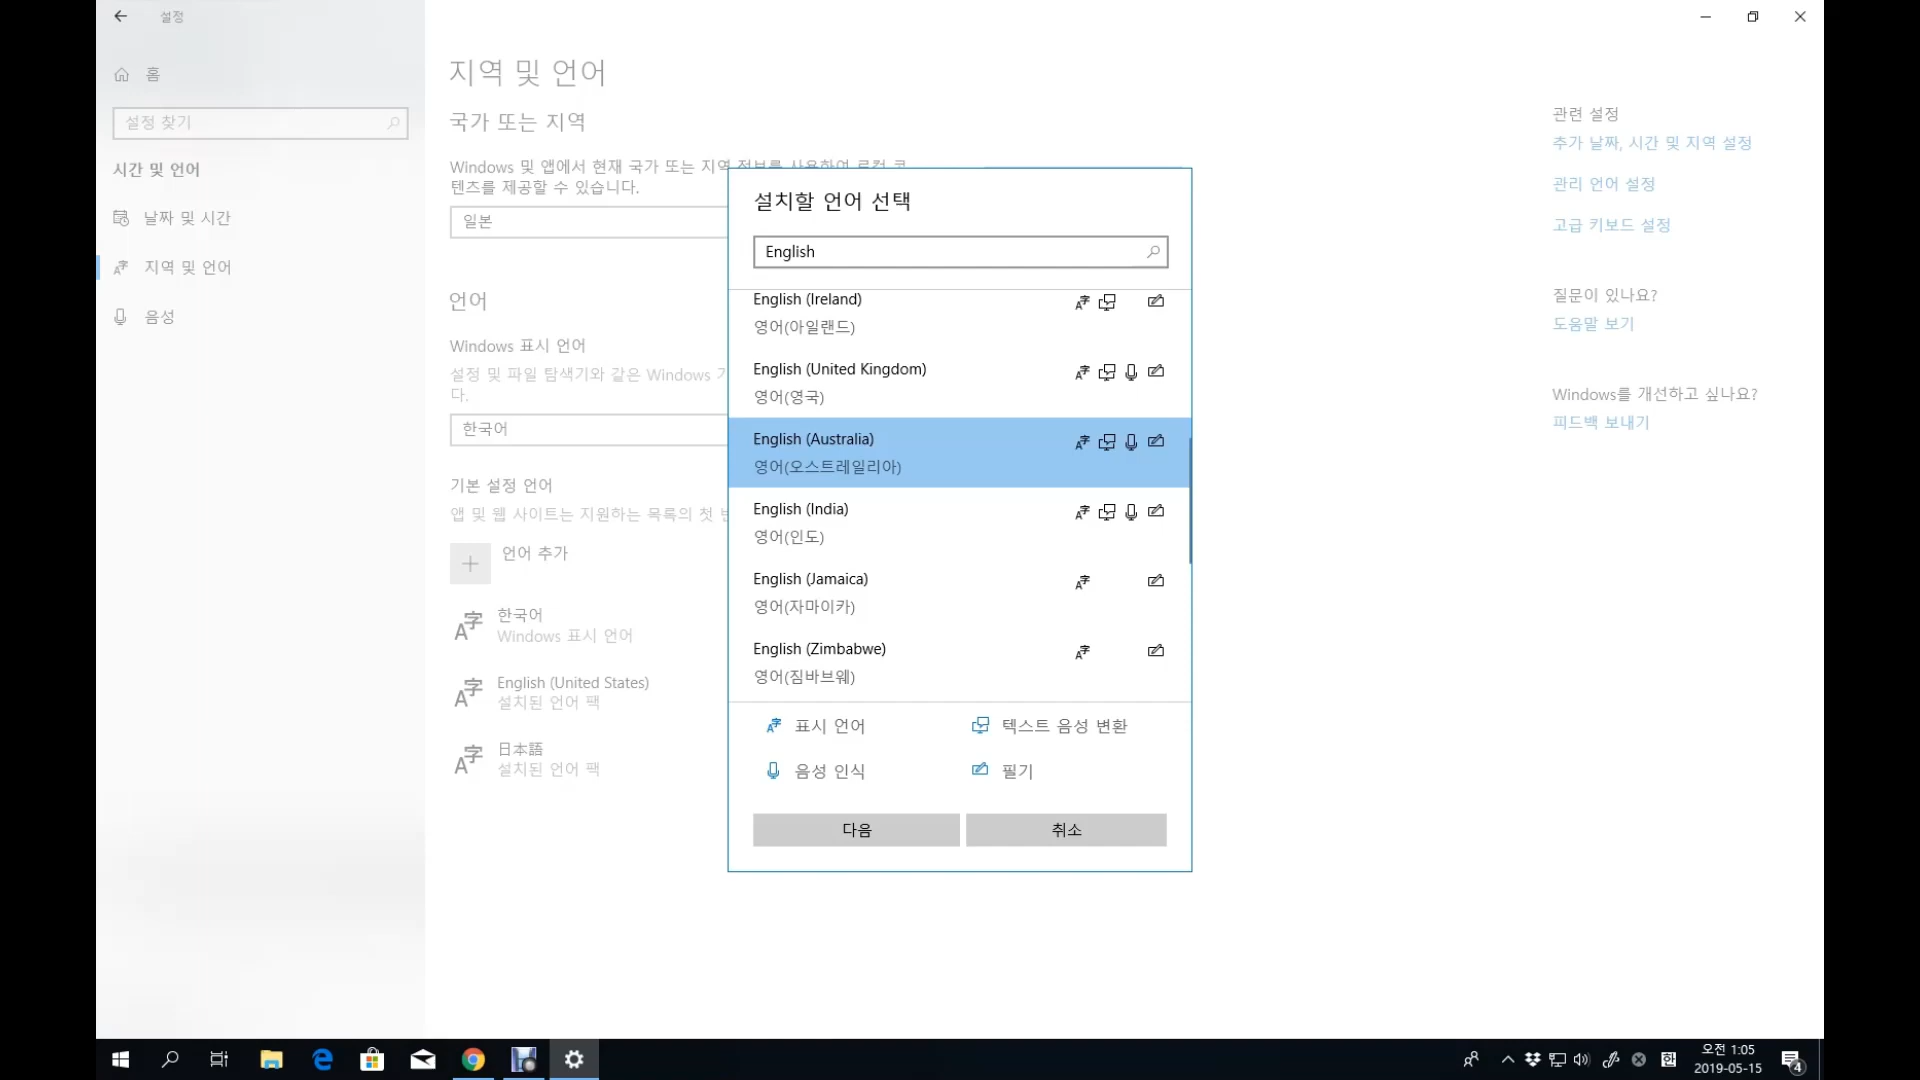 설정
홈
설정 찾기
시간 및 언어
날짜 및 시간
지역 및 언어
음성
지역 및 언어
국가 또는 지역
Windows 및 앱에서 현재 국가 또는 지역 정보를 사용하여 로컬 콘
텐츠를 제공할 수 있습니다.
일본
언어
Windows 표시 언어
설정 및 파일 탐색기와 같은 Windows
다.
한국어
기본 설정 언어
앱 및 웹 사이트는 지원하는 목록의 첫
언어 추가
한국어
Windows 표시 언어
English (United States)
설치된 언어 팩
日本語
설치된 언어 팩
설치할 언어 선택
English
English (Ireland)
영어(아일랜드)
English (United Kingdom)
영어(영국)
English (Australia)
영어(오스트레일리아)
English (India)
영어(인도)
English (Jamaica)
영어(자마이카)
English (Zimbabwe)
영어(짐바브웨)
표시 언어
텍스트 음성 변환
음성 인식
필기
다음
취소
관련 설정
추가 날짜, 시간 및 지역 설정
관리 언어 설정
고급 키보드 설정
질문이 있나요?
도움말 보기
Windows를 개선하고 싶나요?
피드백 보내기
한
오전 1:05
2019-05-15
4